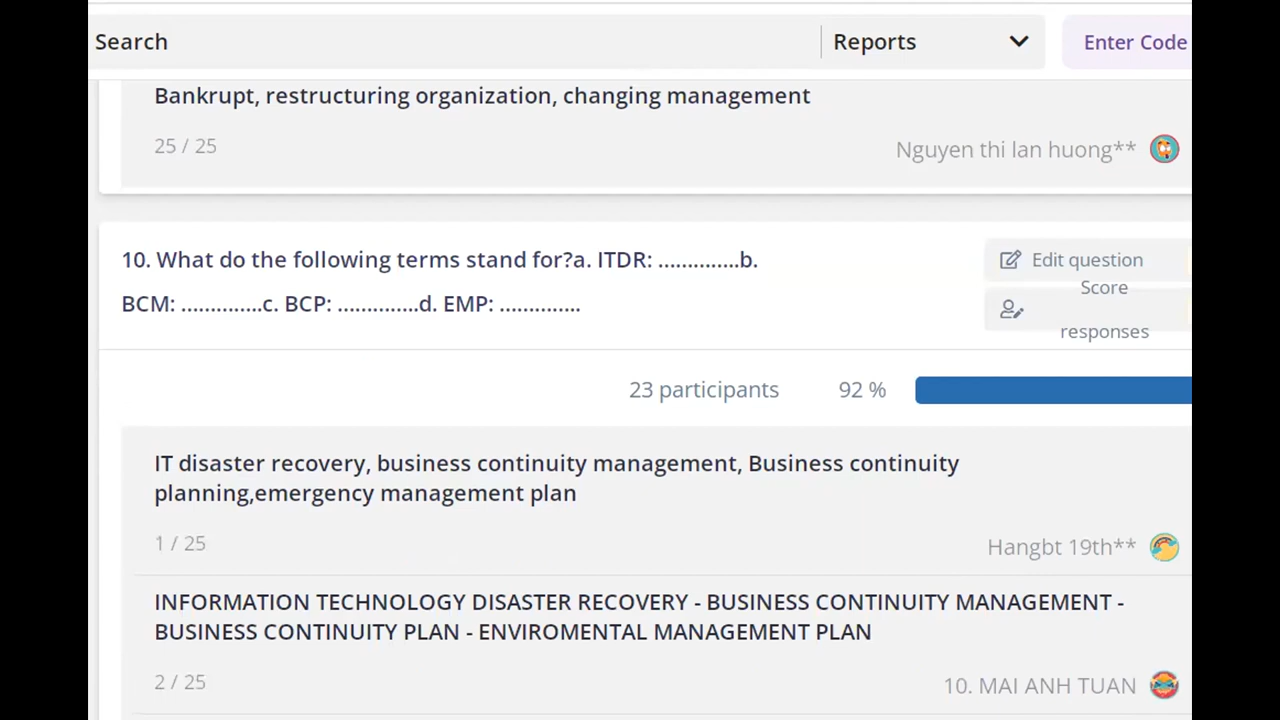 Search
Reports
Enter Code
Bankrupt, restructuring organization, changing management
25 / 25
Nguyen thi lan huong**
10. What do the following terms stand for?a. ITDR: ..............b.
BCM: ..............c. BCP: ..............d. EMP: ..............
Edit question
Score
responses
23 participants
92 %
IT disaster recovery, business continuity management, Business continuity
planning,emergency management plan
1 / 25
Hangbt 19th**
INFORMATION TECHNOLOGY DISASTER RECOVERY - BUSINESS CONTINUITY MANAGEMENT -
BUSINESS CONTINUITY PLAN - ENVIROMENTAL MANAGEMENT PLAN
2 / 25
10. MAI ANH TUAN